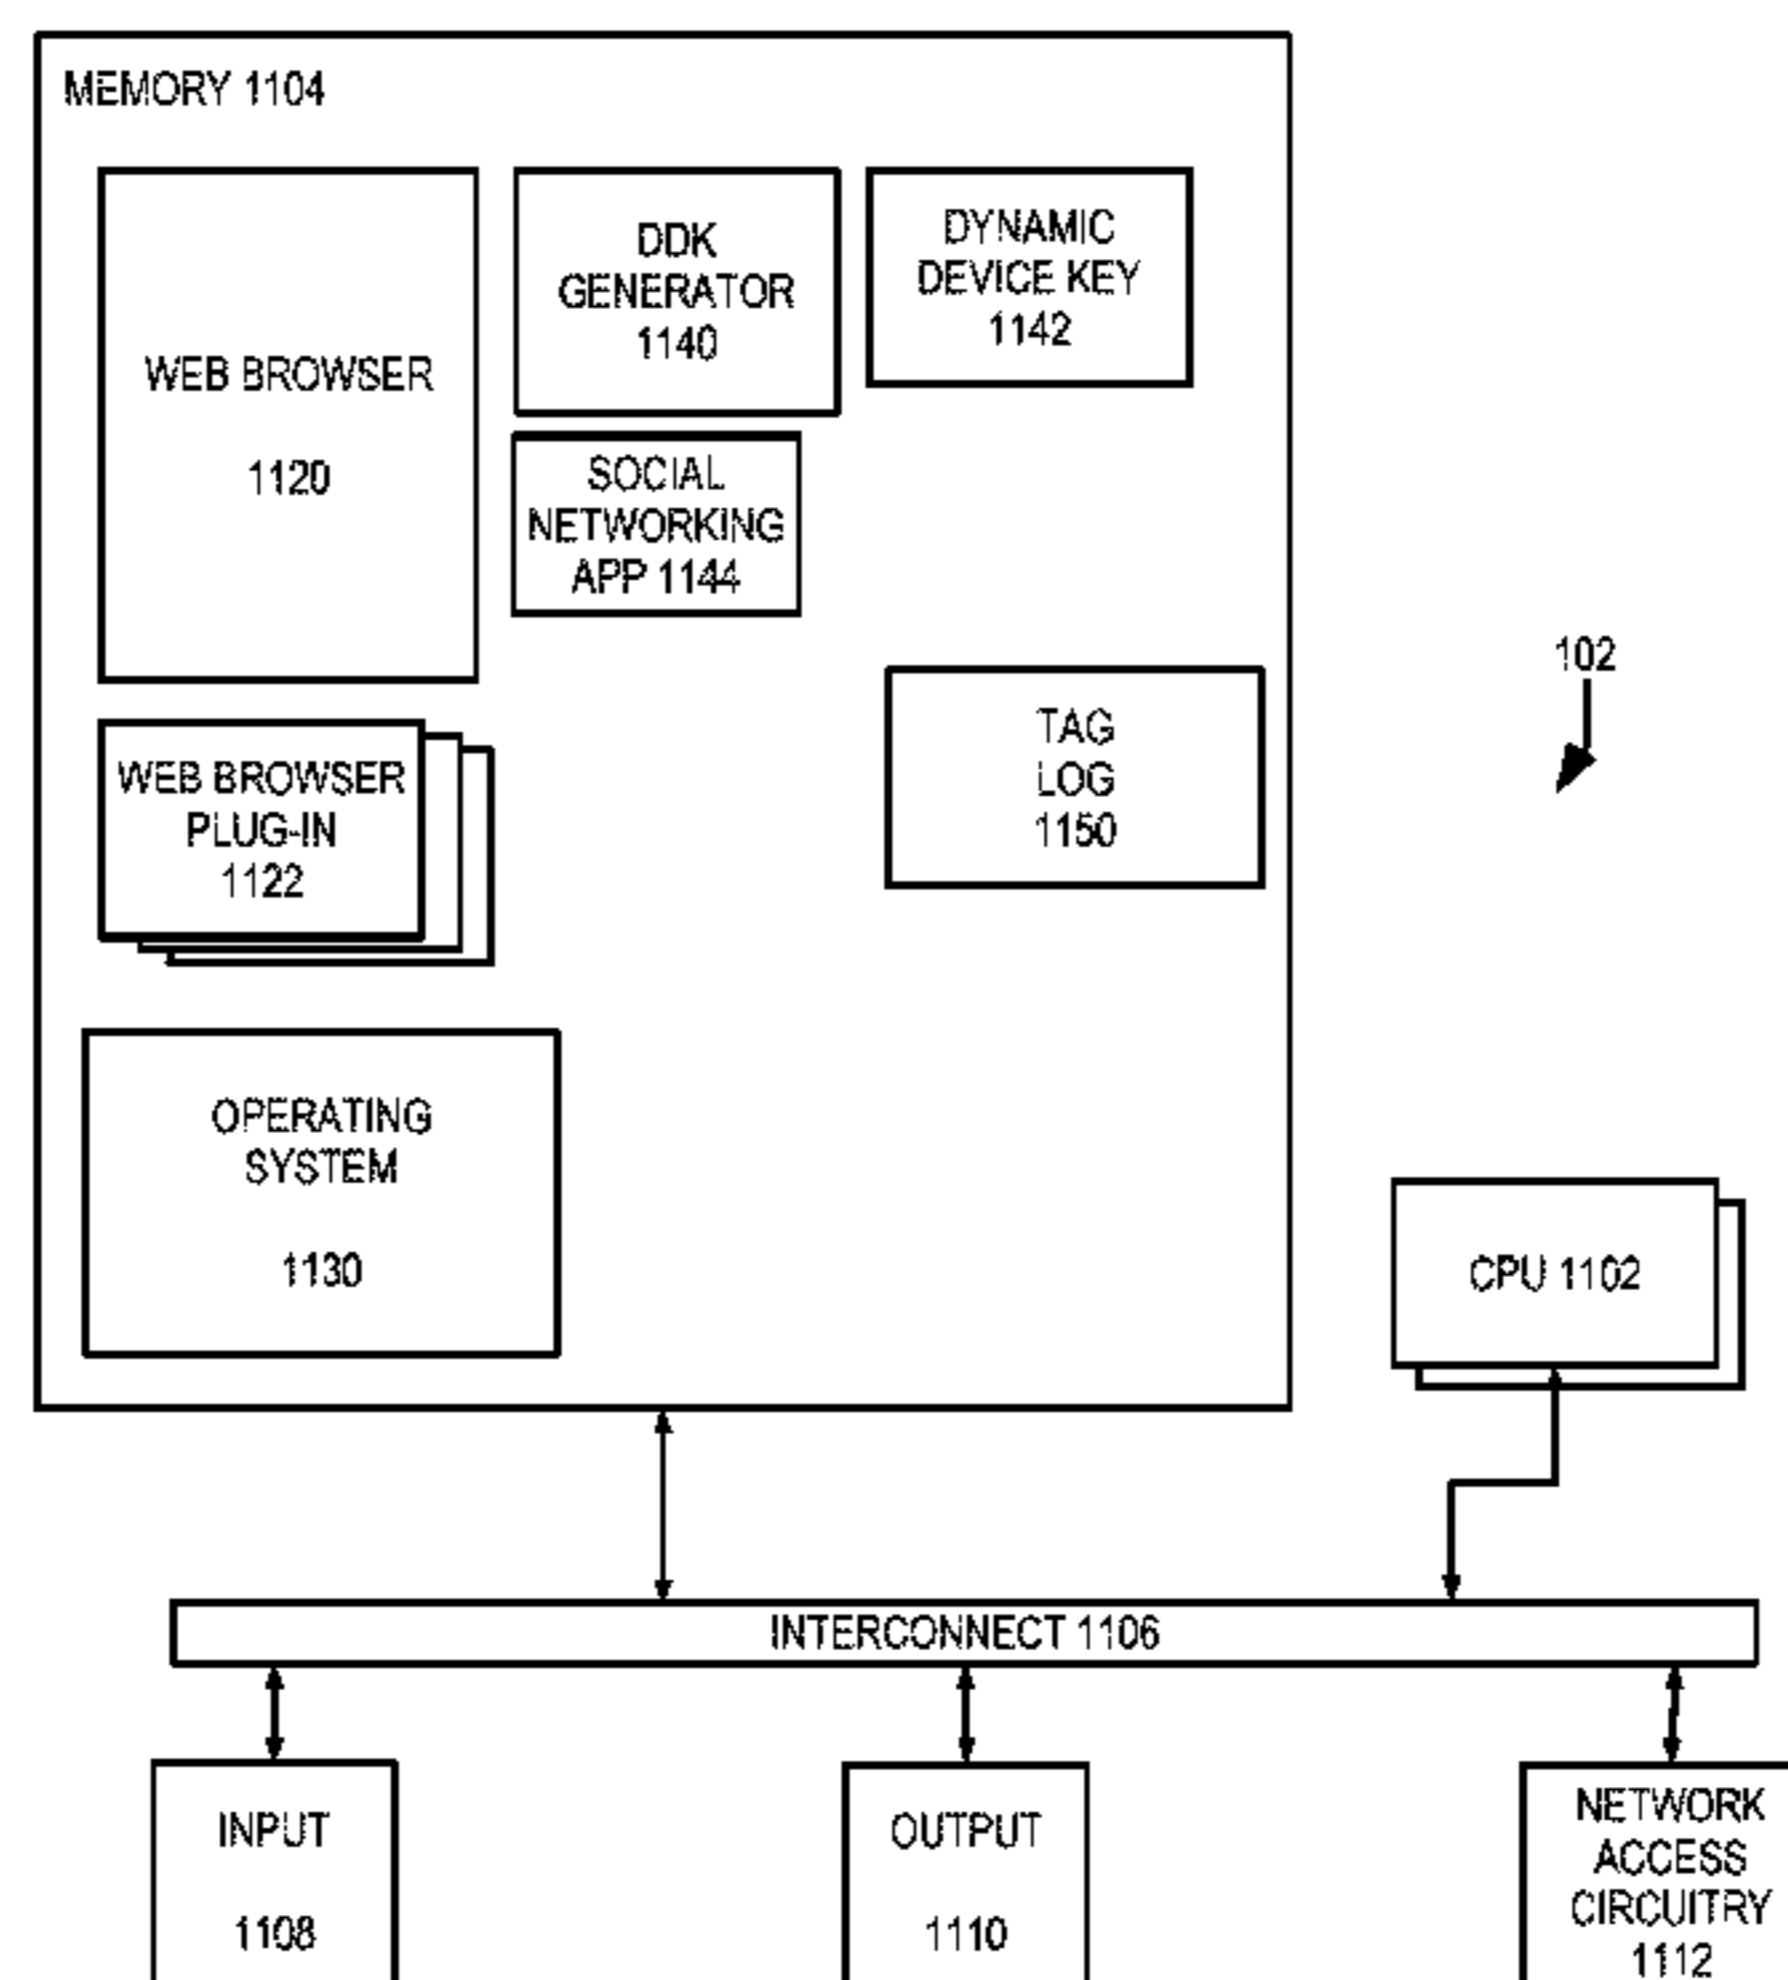 MEMORY 1104
WEB BROWSER
1120
DDK
GENERATOR
1140
DYNAMIC
DEVICE KEY
1142
SOCIAL
NETWORKING
APP 1144
102
TAG
LOG
1150
WEB BROWSER
PLUG-IN
1122
OPERATING
SYSTEM
1130
CPU 1102
INTERCONNECT 1106
INPUT
1108
OUTPUT
1110
NETWORK
ACCESS
CIRCUITRY
1112